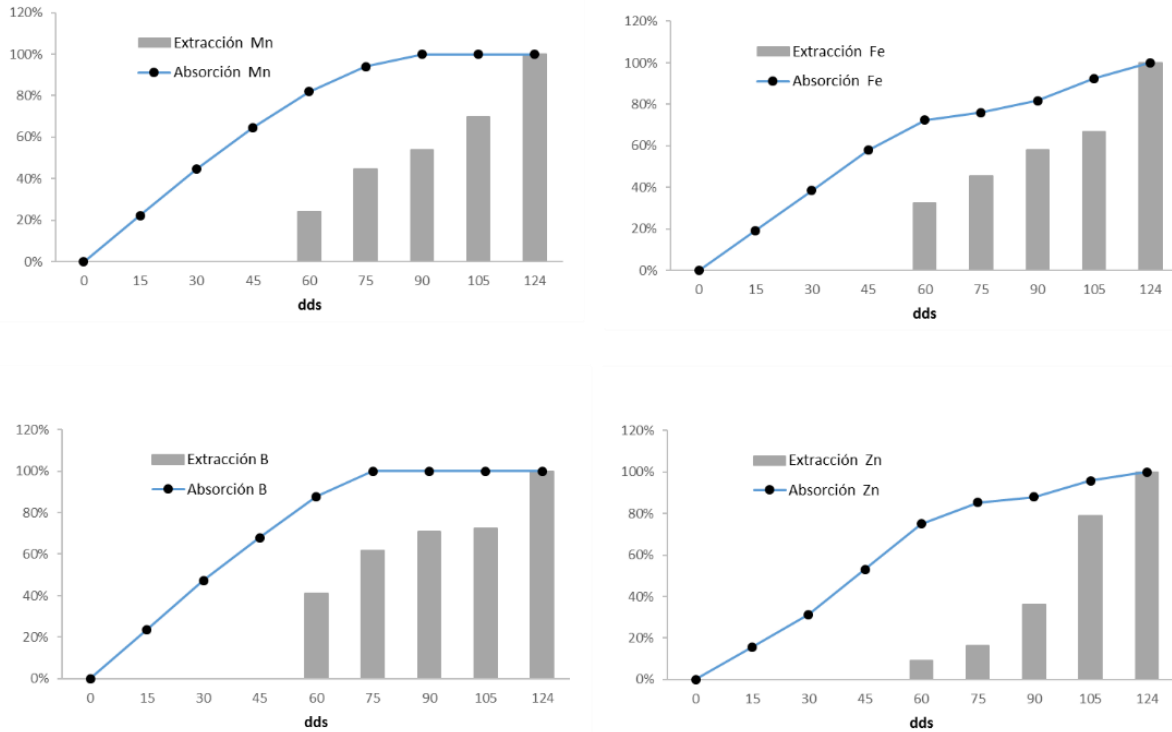 120%
100%
80%
60%
40%
20%
0%
Extracción Mn
Absorción Mn
0 15 30 45 60 75 90 105 124
dds
120%
100%
80%
60%
40%
20%
0%
Extracción Fe
Absorción Fe
0 15 30 45 60 75 90 105 124
dds
120%
100%
80%
60%
40%
20%
0%
Extracción B
Absorción B
0 15 30 45 60 75 90 105 124
dds
120%
100%
80%
60%
40%
20%
0%
Extracción Zn
Absorción Zn
0 15 30 45 60 75 90 105 124
dds